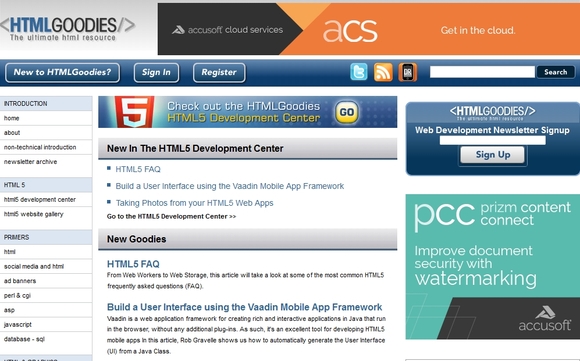 <HTMLGOODIES/>
The ultimate html resource
accusoft cloud services
acs
Get in the cloud.
New to HTMLGoodies?
Sign In
Register
Search
INTRODUCTION
home
about
non-technical introduction
newsletter archive
HTML 5
html5 development center
html5 website gallery
PRIMERS
html
social media and html
ad banners
perl & cgi
asp
javascript
database - sql
HTML
5
Check out the HTMLGoodies
HTML5 Development Center
GO
New In The HTML5 Development Center
HTML5 FAQ
Build a User Interface using the Vaadin Mobile App Framework
Taking Photos from your HTML5 Web Apps
Go to the HTML5 Development Center >>
New Goodies
HTML5 FAQ
From Web Workers to Web Storage, this article will take a look at some of the most common HTML5
frequently asked questions (FAQ).
Build a User Interface using the Vaadin Mobile App Framework
Vaadin is a web application framework for creating rich and interactive applications in Java that run in
the browser, without any additional plug-ins. As such, it's an excellent tool for developing HTML5
mobile apps In this article, Rob Gravelle shows us how to automatically generate the User Interface
(UI) from a Java Class.
<HTMLGOODIES/>
The ultimate html resource
Web Development Newsletter Signup
Sign Up
pcc prizm content
connect
Improve document
security with
watermarking
accusoft